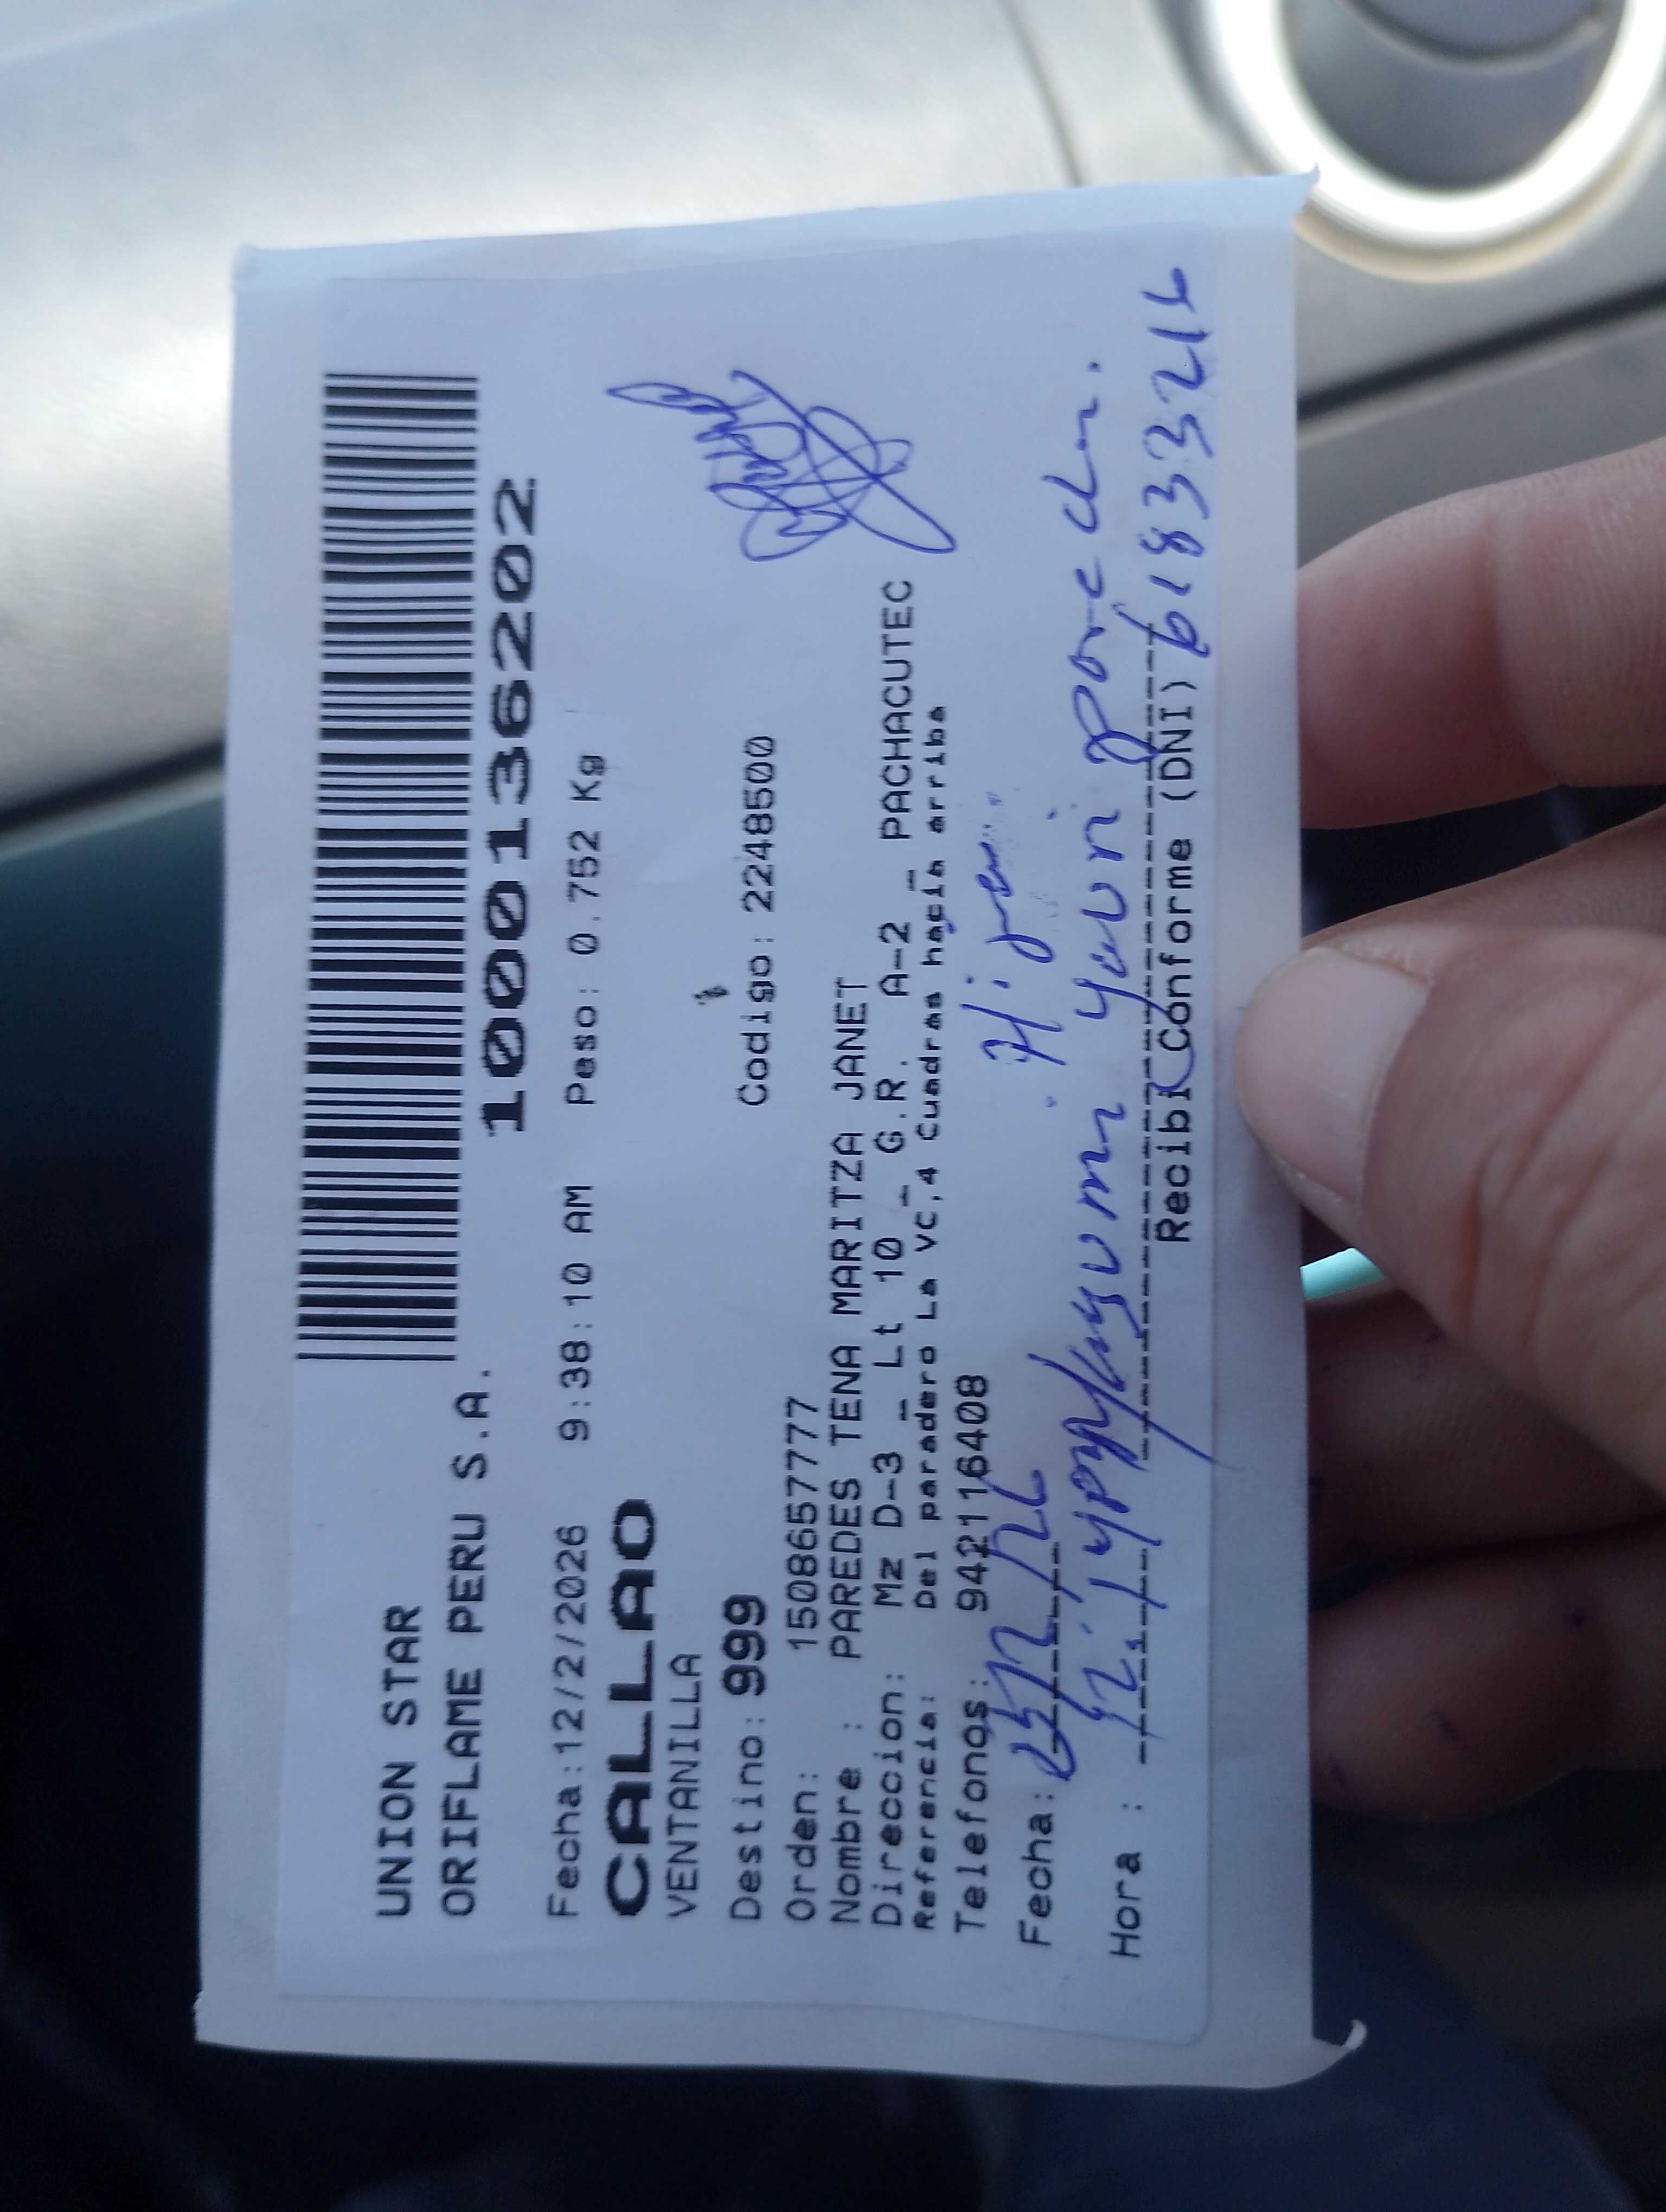 UNION STAR
ORIFLAME PERU S.A.
1000136202
Fecha:12/2/2026 9:38:10 AM Peso: 0.752 Kg
CALLAO
VENTANILLA
Destino: 999 Codigo: 2248500
Orden: 1508657777
Nombre : PAREDES TENA MARITZA JANET
Direccion: Mz D-3 _ Lt 10 _ G.R. A-2 _ PACHACUTEC
Referencia: Del paradero La VC,4 Cuadras hacia arriba
Telefonos: 942116408
Hijo
Fecha:
Hora :
Recibi Conforme (DNI) 61833216